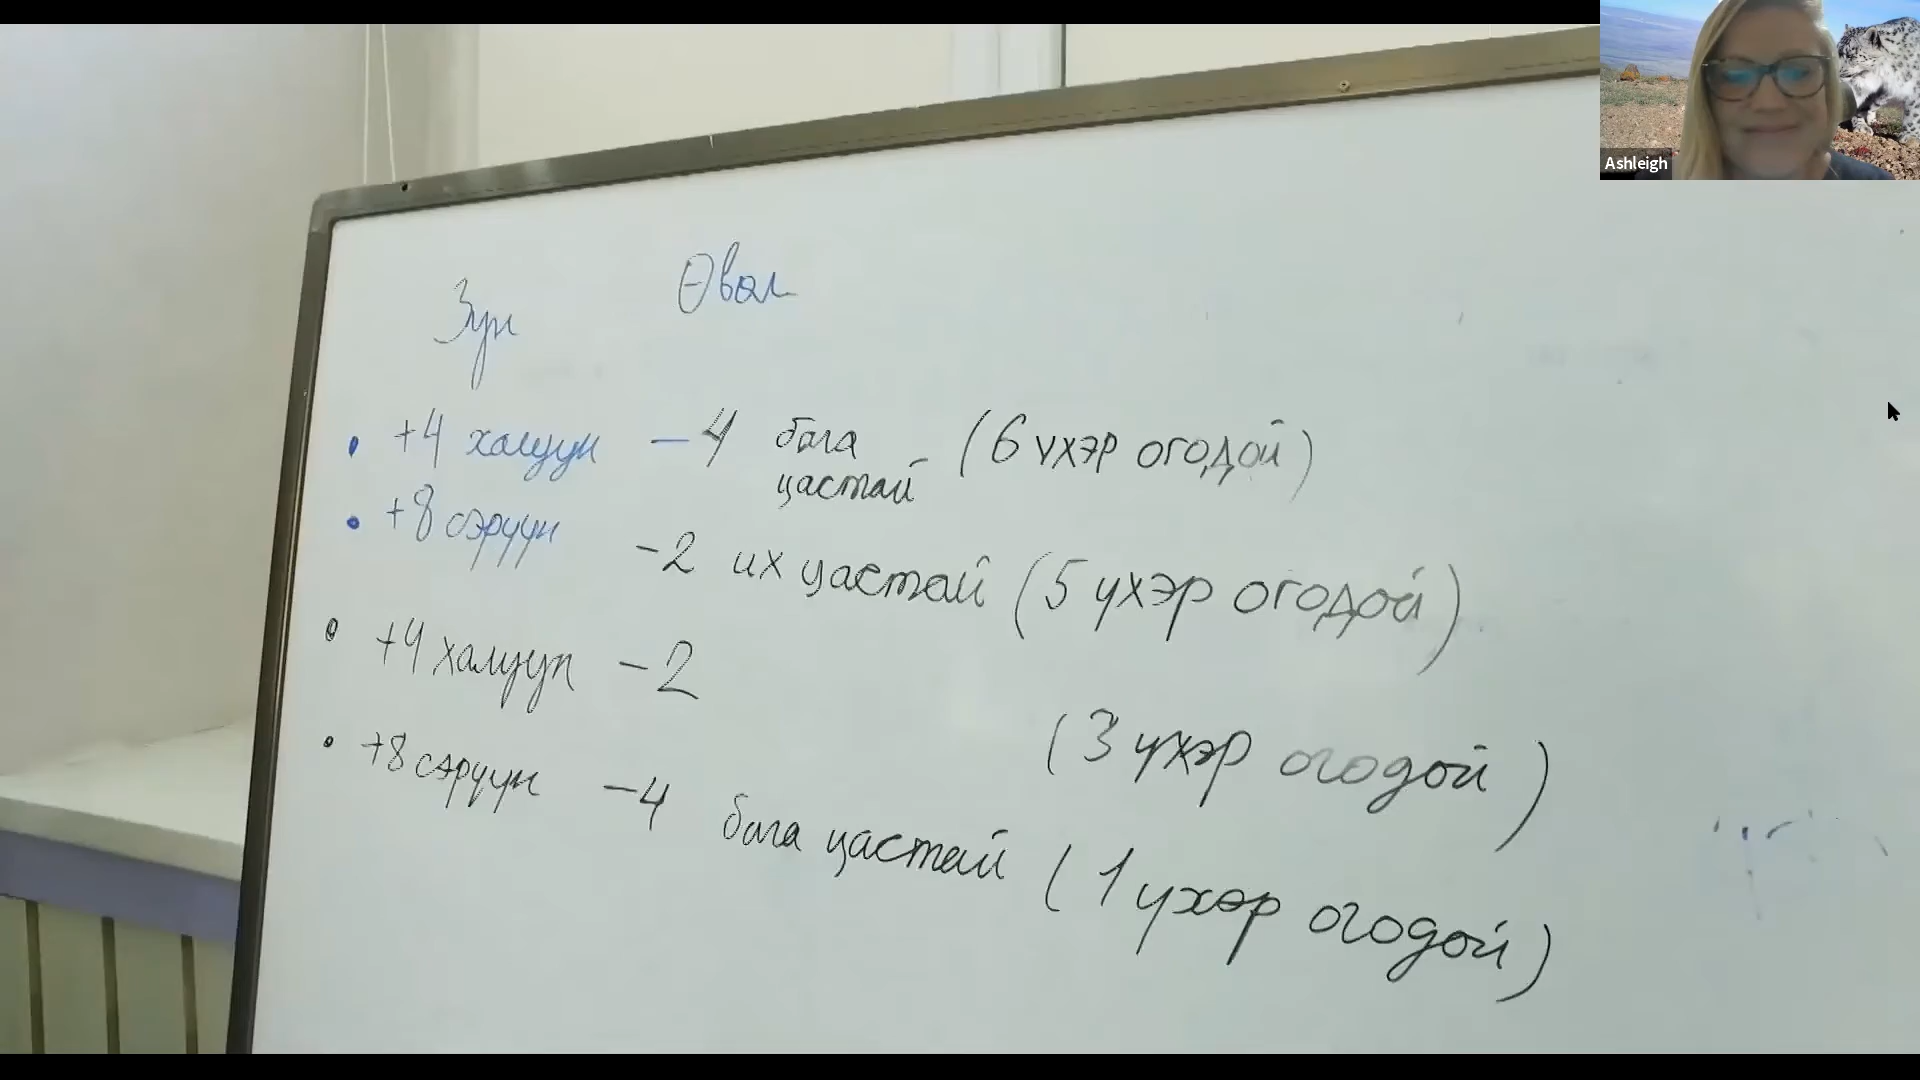 Ashleigh
Зун Өвөл
• +4 халуун −4 бага цастай (6 үхэр огодой)
• +8 сэрүүн
−2 их цастай (5 үхэр огодой)
• +4 халуун −2 (3 үхэр огодой)
• +8 сэрүүн −4 бага цастай (1 үхэр огодой)